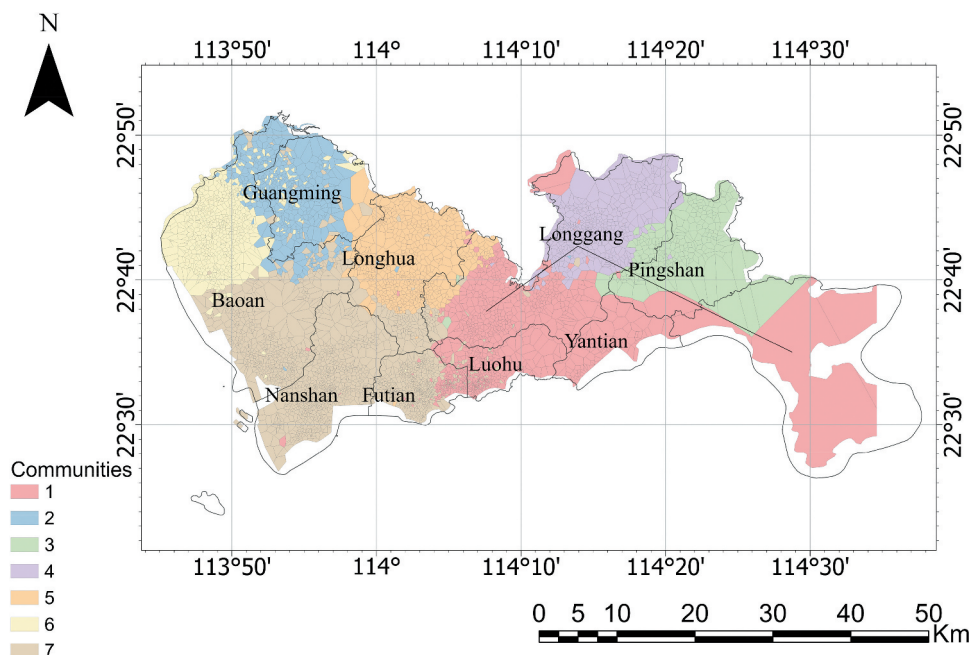 N
113°50' 114° 114°10' 114°20' 114°30'
22°50' 22°50'
Guangming
Longgang
Longhua
Pingshan
22°40' 22°40'
Baoan
Yantian
Luohu
Nanshan Futian
22°30' 22°30'
Communities
1
2
3
4
5
6
7
113°50' 114° 114°10' 114°20' 114°30'
0 5 10 20 30 40 50
Km